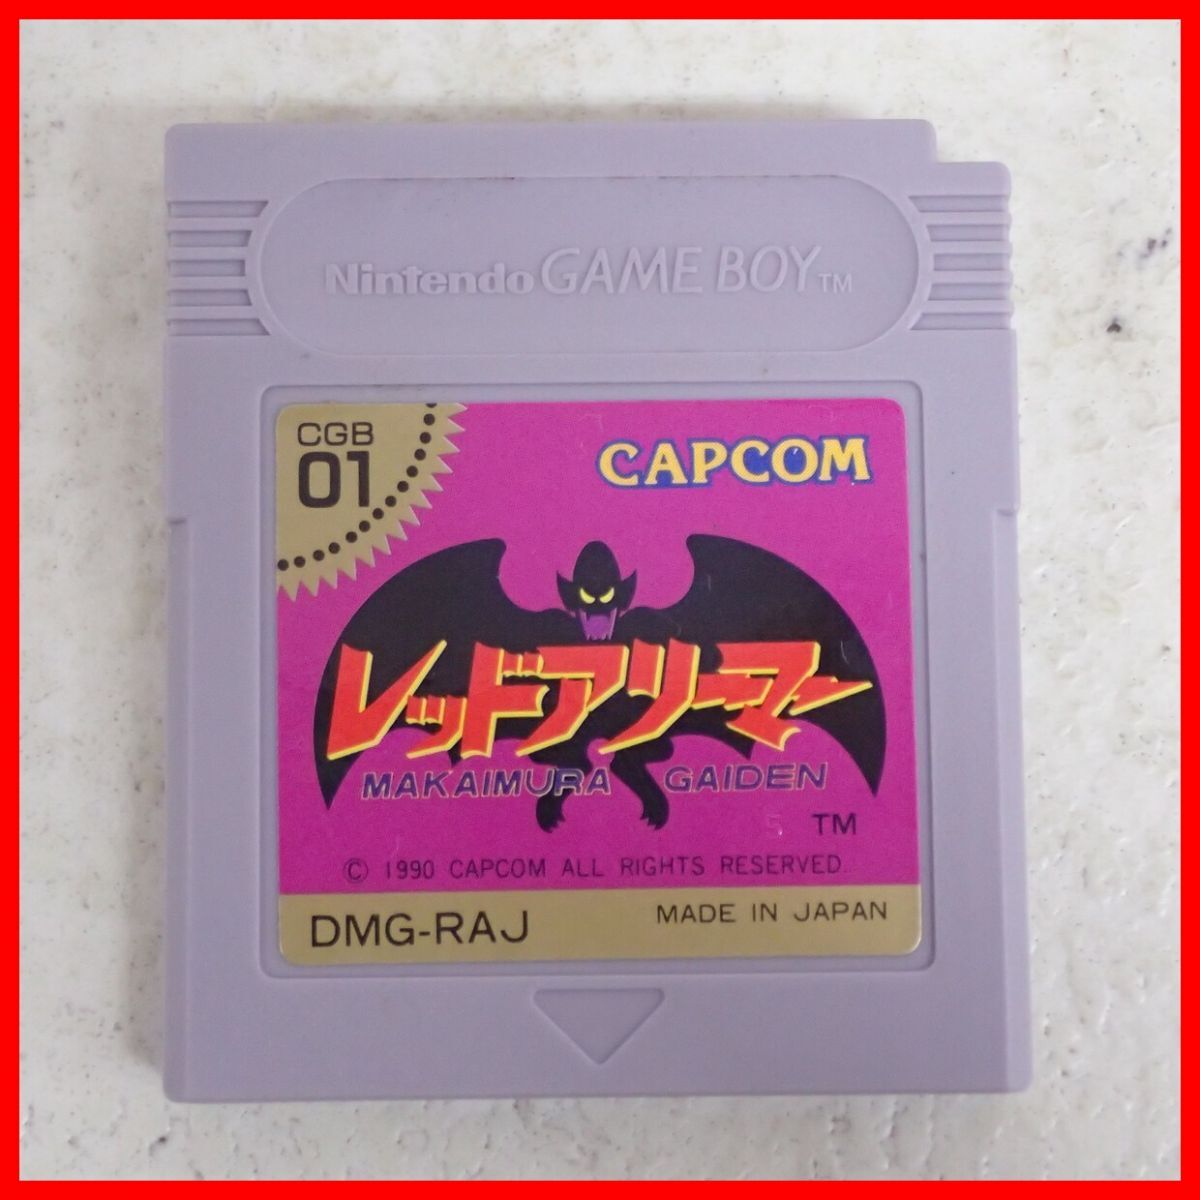 Nintendo GAME BOY TM
CGB
01
CAPCOM
レッドアリーマー
MAKAIMURA GAIDEN
5
TM
© 1990 CAPCOM ALL RIGHTS RESERVED.
DMG-RAJ
MADE IN JAPAN